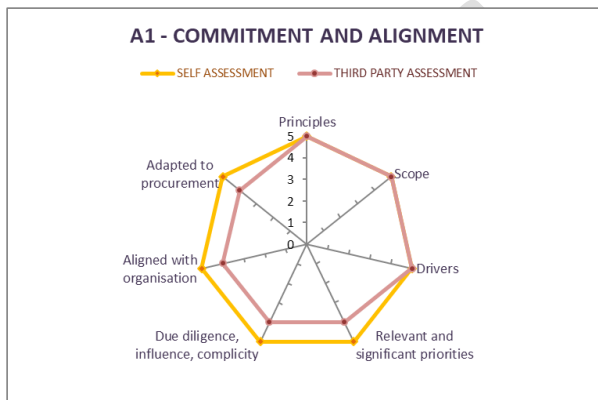 A1 - COMMITMENT AND ALIGNMENT
SELF ASSESSMENT
THIRD PARTY ASSESSMENT
Principles
5
4
3
2
1
0
Scope
Drivers
Relevant and
significant priorities
Due diligence,
influence, complicity
Aligned with
organisation
Adapted to
procurement